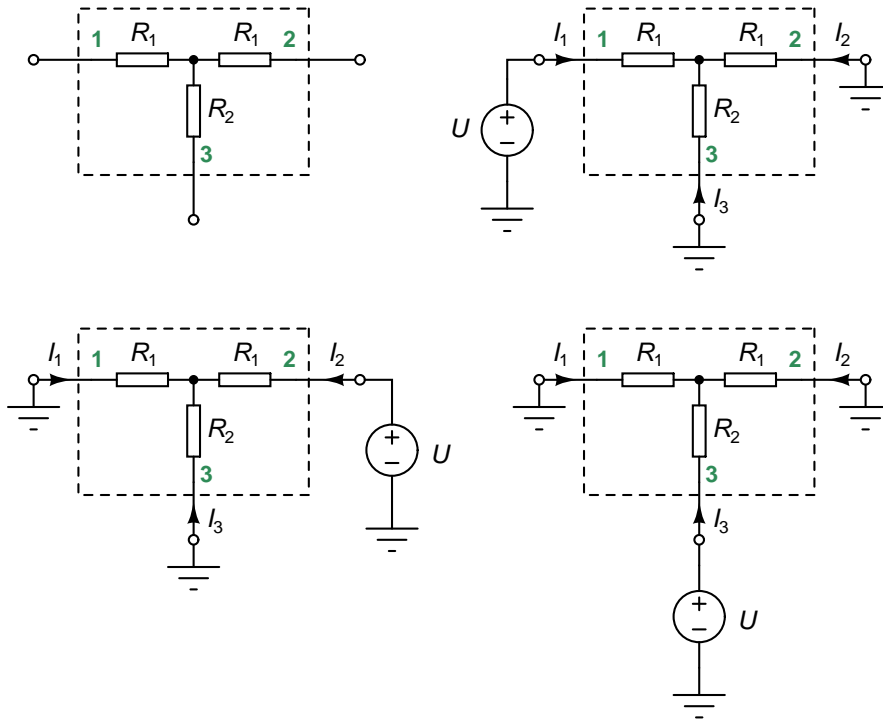 1 R₁ R₁ 2
R₂
3
I₁ 1 R₁ R₁ 2 I₂
U + − R₂
3
I₃
I₁ 1 R₁ R₁ 2 I₂
R₂ + − U
3
I₃
I₁ 1 R₁ R₁ 2 I₂
R₂
3
I₃
+ − U